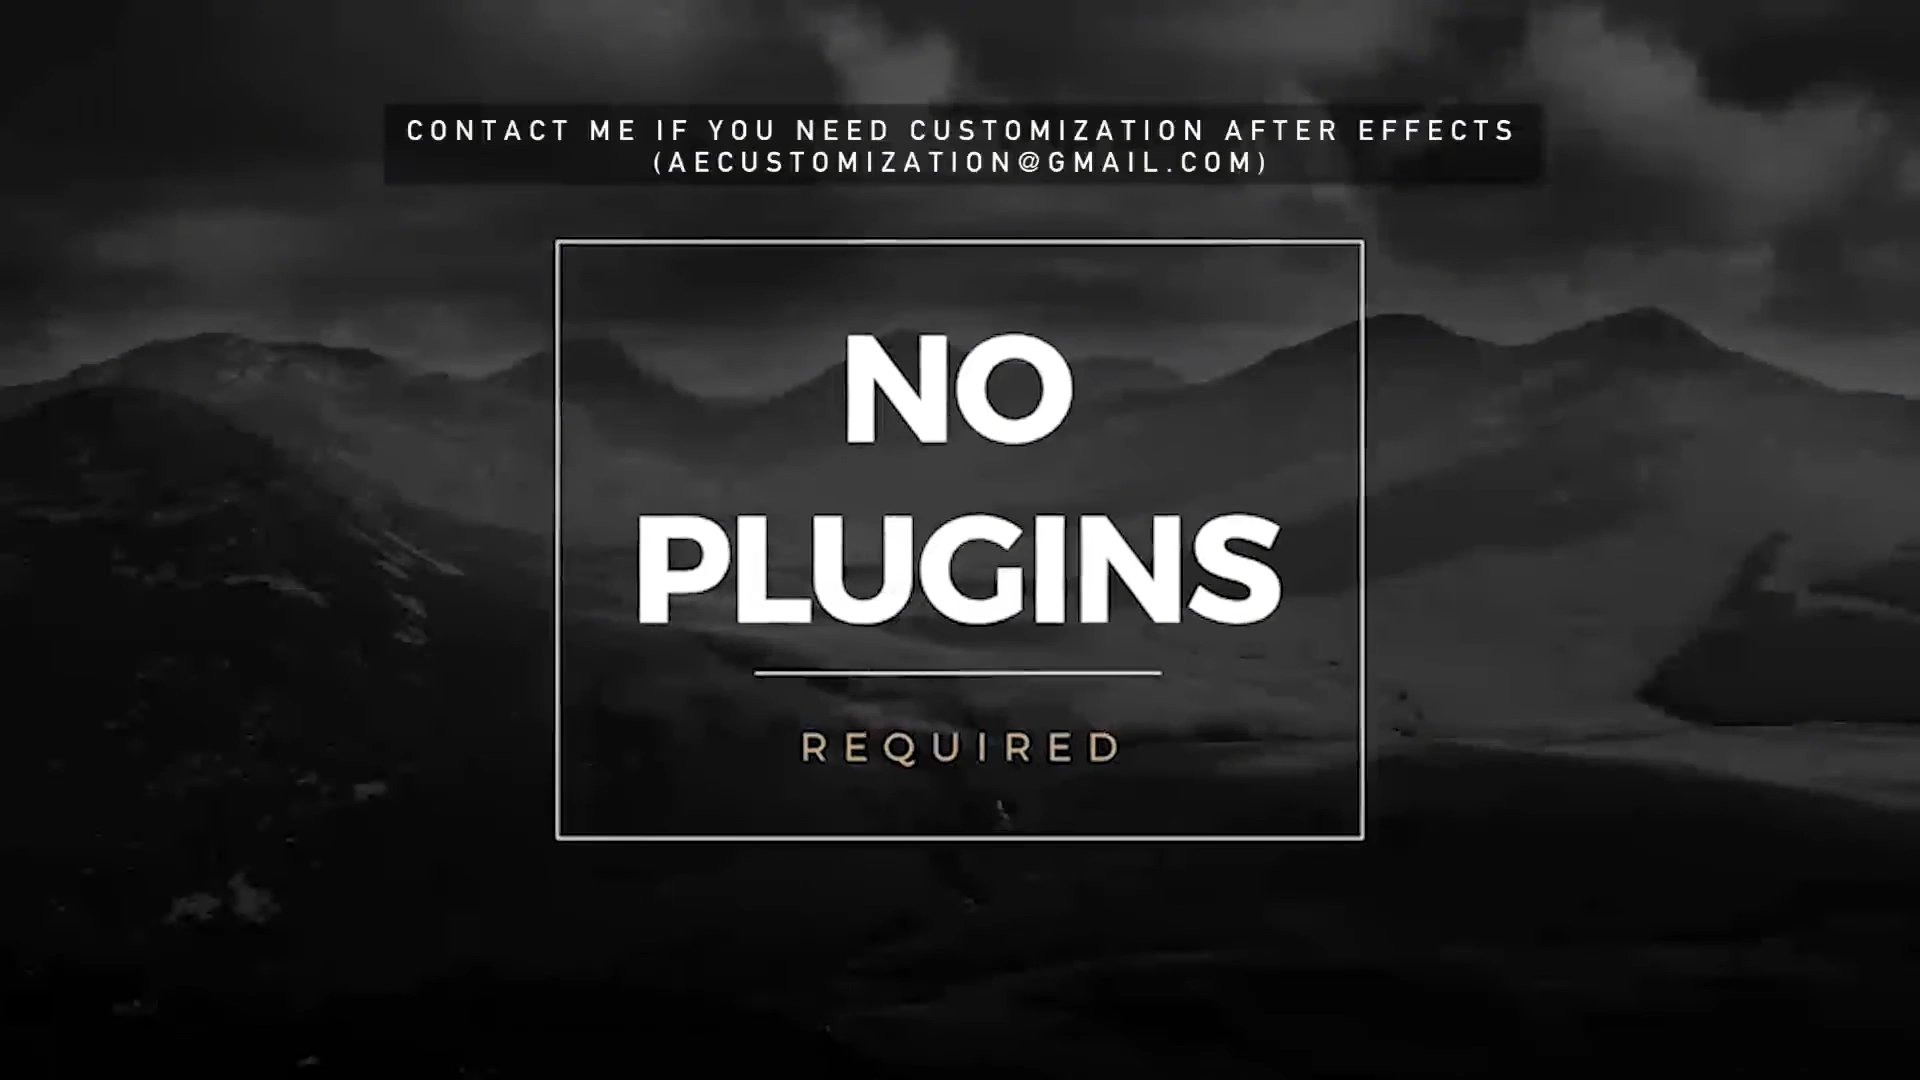 CONTACT ME IF YOU NEED CUSTOMIZATION AFTER EFFECTS
(AECUSTOMIZATION@GMAIL.COM)
NO
PLUGINS
REQUIRED